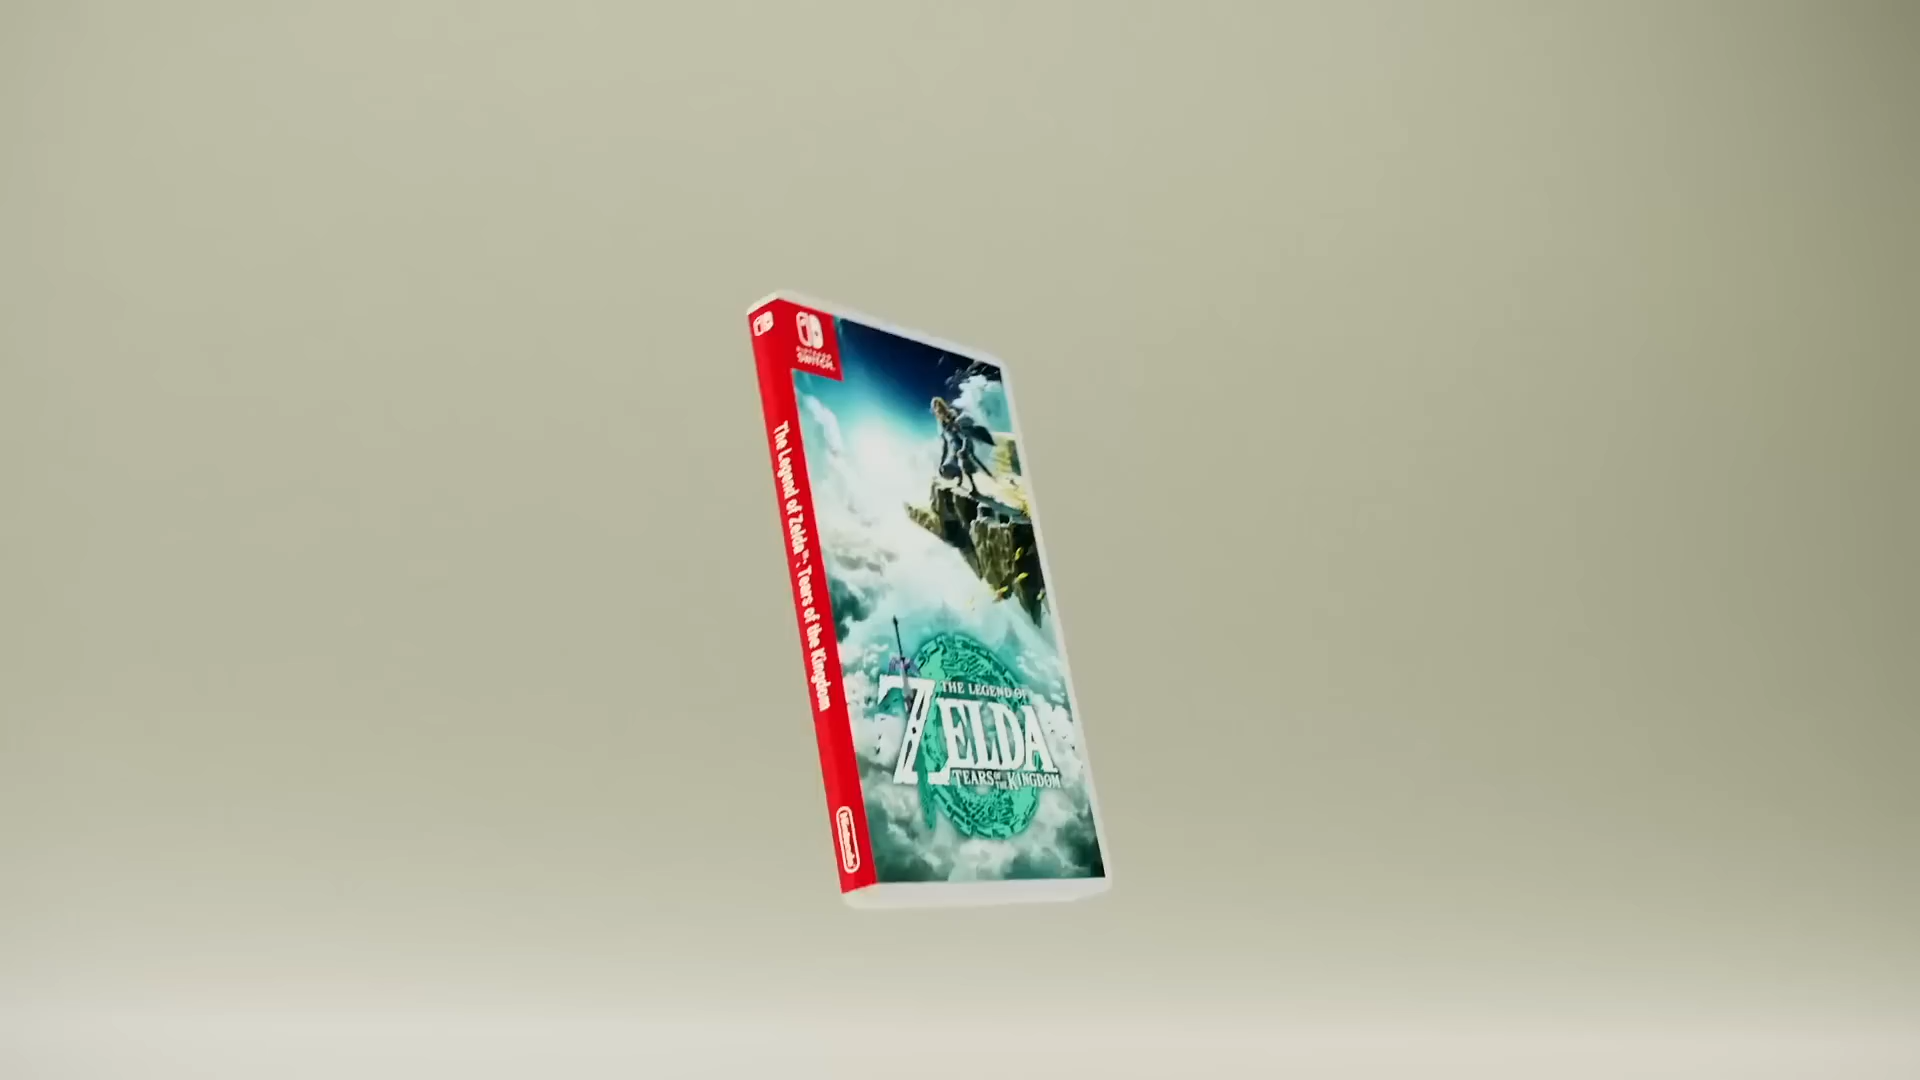 NINTENDO
SWITCH.
The Legend of Zelda™: Tears of the Kingdom
THE LEGEND OF
ZELDA
TEARS OF THE KINGDOM
Nintendo